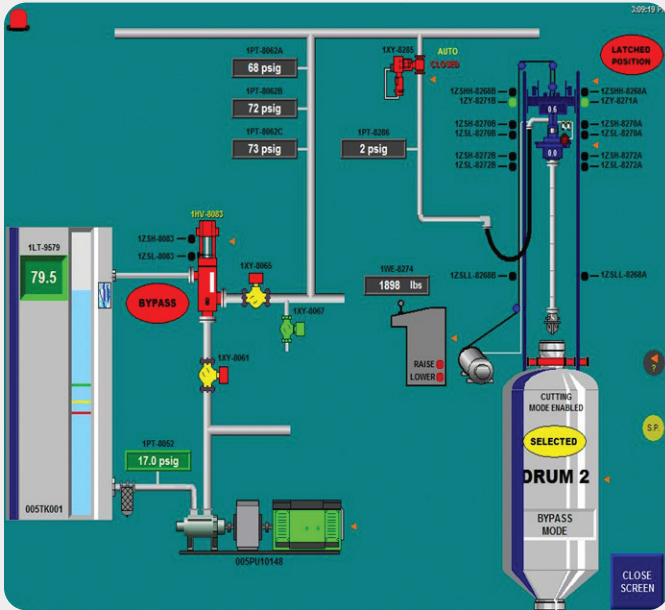 3:09:19 P
1PT-8062A
68 psig
1PT-8062B
72 psig
1PT-8062C
73 psig
1XY-8285
AUTO
CLOSED
1PT-8286
2 psig
LATCHED
POSITION
1ZSHH-8268B
1ZY-8271B
1ZSHH-8268A
1ZY-8271A
0.6
1ZSH-8270B
1ZSL-8270B
1ZSH-8270A
1ZSL-8270A
0.0
1ZSH-8272B
1ZSL-8272B
1ZSH-8272A
1ZSL-8272A
1ZSLL-8268B
1ZSLL-8268A
1HV-8083
1ZSH-8083
1ZSL-8083
1LT-9579
79.5
BYPASS
1XY-8065
1XY-8067
1XY-8061
1WE-8274
1898 lbs
RAISE
LOWER
?
S.P.
CUTTING
MODE ENABLED
SELECTED
DRUM 2
BYPASS
MODE
1PT-8052
17.0 psig
005TK001
005PU10148
CLOSE
SCREEN